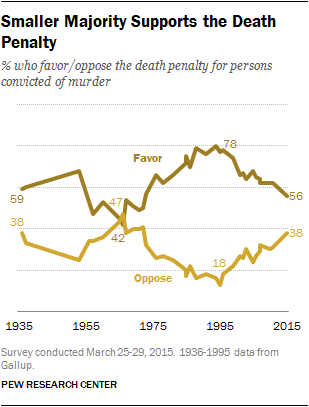 Smaller Majority Supports the Death
Penalty
% who favor/oppose the death penalty for persons
convicted of murder
78
Favor
59
47
56
38
42
38
18
Oppose
1935 1955 1975 1995 2015
Survey conducted March 25-29, 2015. 1936-1995 data from
Gallup.
PEW RESEARCH CENTER